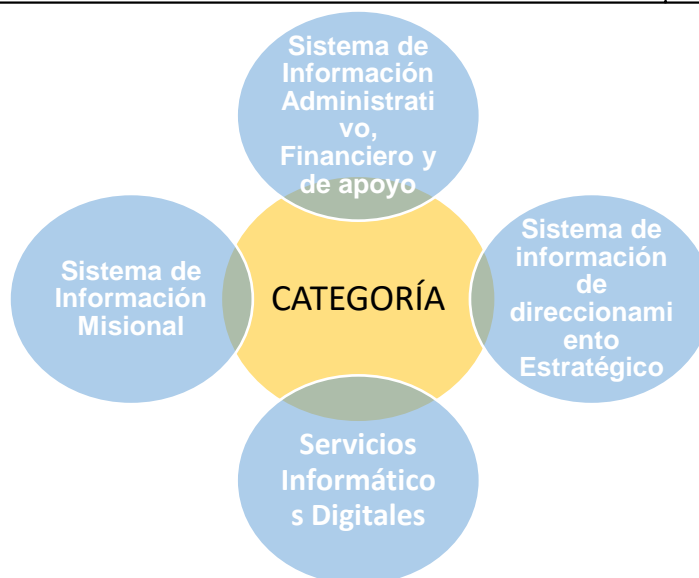 Sistema de
Información
Administrati
vo,
Financiero y
de apoyo
Sistema de
Información
Misional
CATEGORÍA
Sistema de
información
de
direccionami
ento
Estratégico
Servicios
Informático
s Digitales